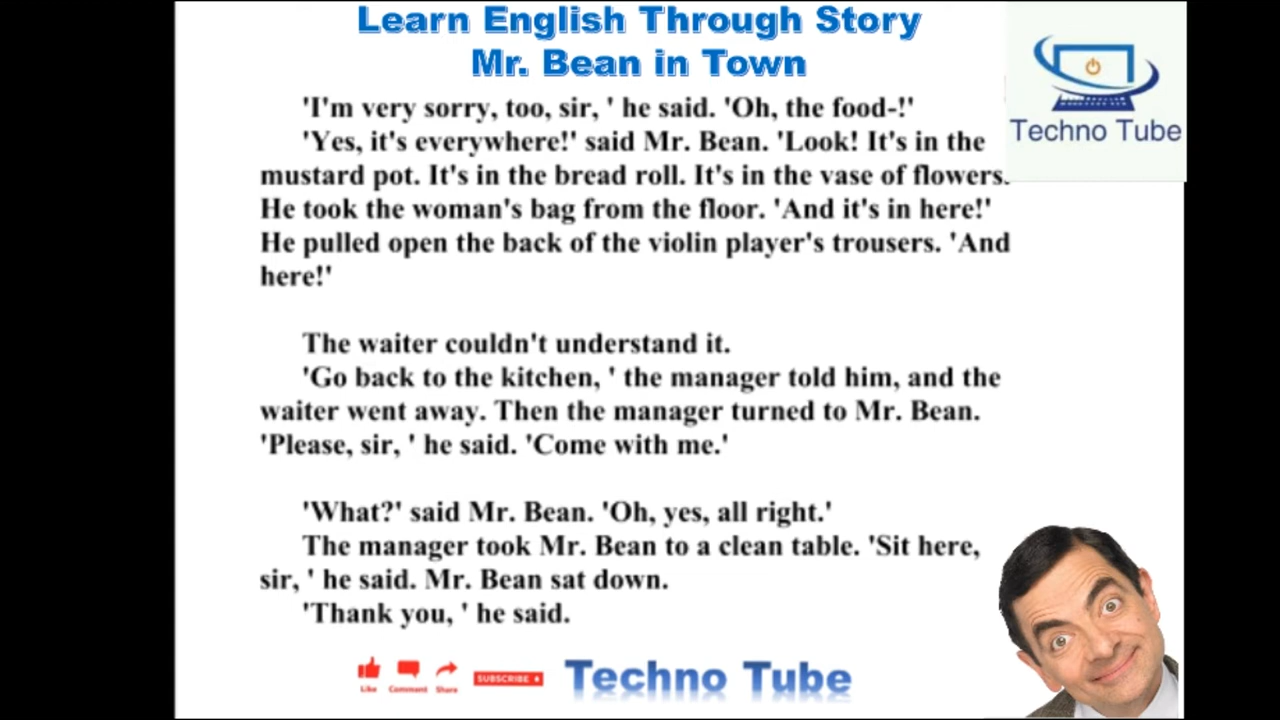 Learn English Through Story
Mr. Bean in Town
Techno Tube
'I'm very sorry, too, sir, ' he said. 'Oh, the food-!'
'Yes, it's everywhere!' said Mr. Bean. 'Look! It's in the
mustard pot. It's in the bread roll. It's in the vase of flowers.
He took the woman's bag from the floor. 'And it's in here!'
He pulled open the back of the violin player's trousers. 'And
here!'
The waiter couldn't understand it.
'Go back to the kitchen, ' the manager told him, and the
waiter went away. Then the manager turned to Mr. Bean.
'Please, sir, ' he said. 'Come with me.'
'What?' said Mr. Bean. 'Oh, yes, all right.'
The manager took Mr. Bean to a clean table. 'Sit here,
sir, ' he said. Mr. Bean sat down.
'Thank you, ' he said.
Like Comment Share SUBSCRIBE Techno Tube